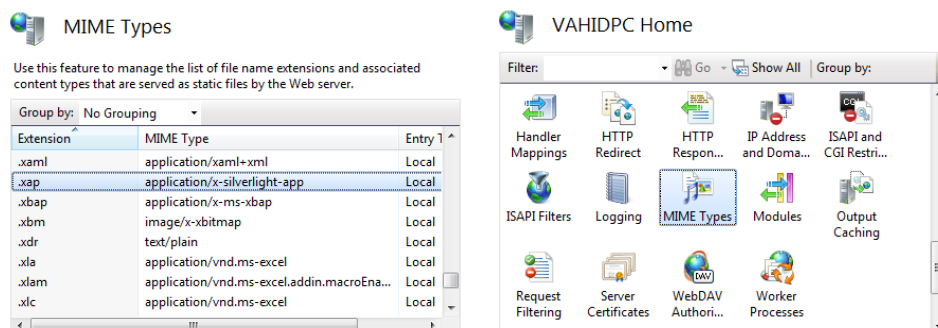 MIME Types
Use this feature to manage the list of file name extensions and associated
content types that are served as static files by the Web server.
Group by: No Grouping
Extension MIME Type Entry T
.xaml application/xaml+xml Local
.xap application/x-silverlight-app Local
.xbap application/x-ms-xbap Local
.xbm image/x-xbitmap Local
.xdr text/plain Local
.xla application/vnd.ms-excel Local
.xlam application/vnd.ms-excel.addin.macroEna... Local
.xlc application/vnd.ms-excel Local
VAHIDPC Home
Filter: Go Show All Group by:
Handler HTTP HTTP IP Address ISAPI and
Mappings Redirect Respon... and Doma... CGI Restri...
ISAPI Filters Logging MIME Types Modules Output
Caching
Request Server WebDAV Worker
Filtering Certificates Authori... Processes